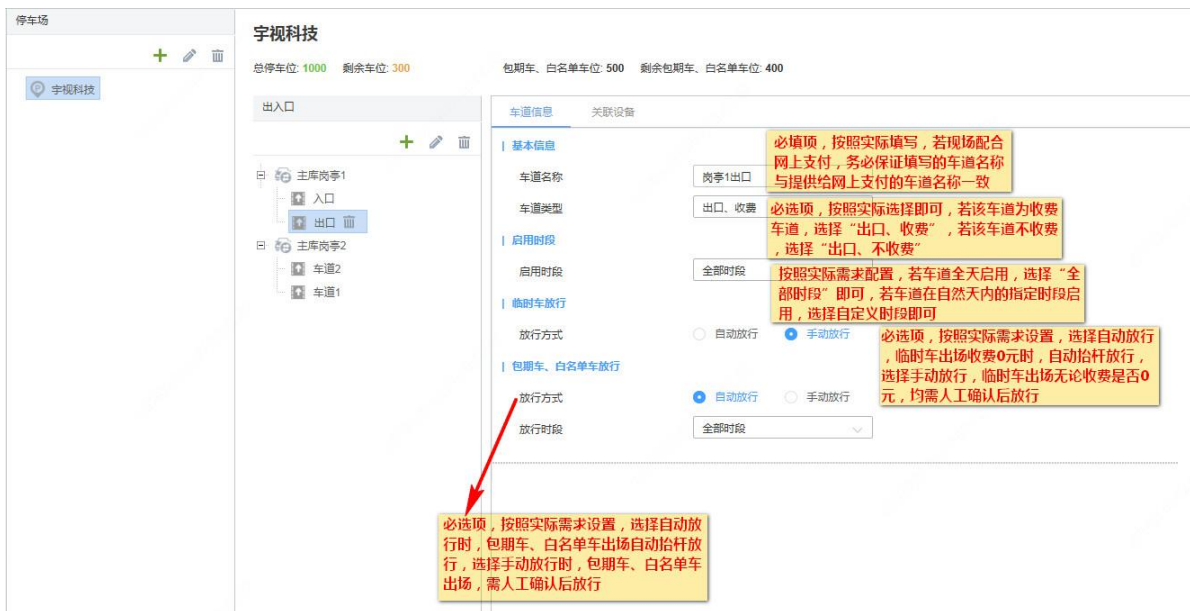 停车场
宇视科技
宇视科技
总停车位: 1000 剩余车位: 300 包期车、白名单车位: 500 剩余包期车、白名单车位: 400
出入口
主库岗亭1
入口
出口
主库岗亭2
车道2
车道1
车道信息 关联设备
基本信息
车道名称 岗亭1出口
必填项，按照实际填写，若现场配合
网上支付，务必保证填写的车道名称
与提供给网上支付的车道名称一致
车道类型 出口、收费
必选项，按照实际选择即可，若该车道为收费
车道，选择“出口、收费”，若该车道不收费
，选择“出口、不收费”
启用时段
启用时段 全部时段
按照实际需求配置，若车道全天启用，选择“全
部时段”即可，若车道在自然天内的指定时段启
用，选择自定义时段即可
临时车放行
放行方式 自动放行 手动放行
必选项，按照实际需求设置，选择自动放行
，临时车出场收费0元时，自动抬杆放行，
选择手动放行，临时车出场无论收费是否0
元，均需人工确认后放行
包期车、白名单车放行
放行方式 自动放行 手动放行
放行时段 全部时段
必选项，按照实际需求设置，选择自动放
行时，包期车、白名单车出场自动抬杆放
行，选择手动放行时，包期车、白名单车
出场，需人工确认后放行